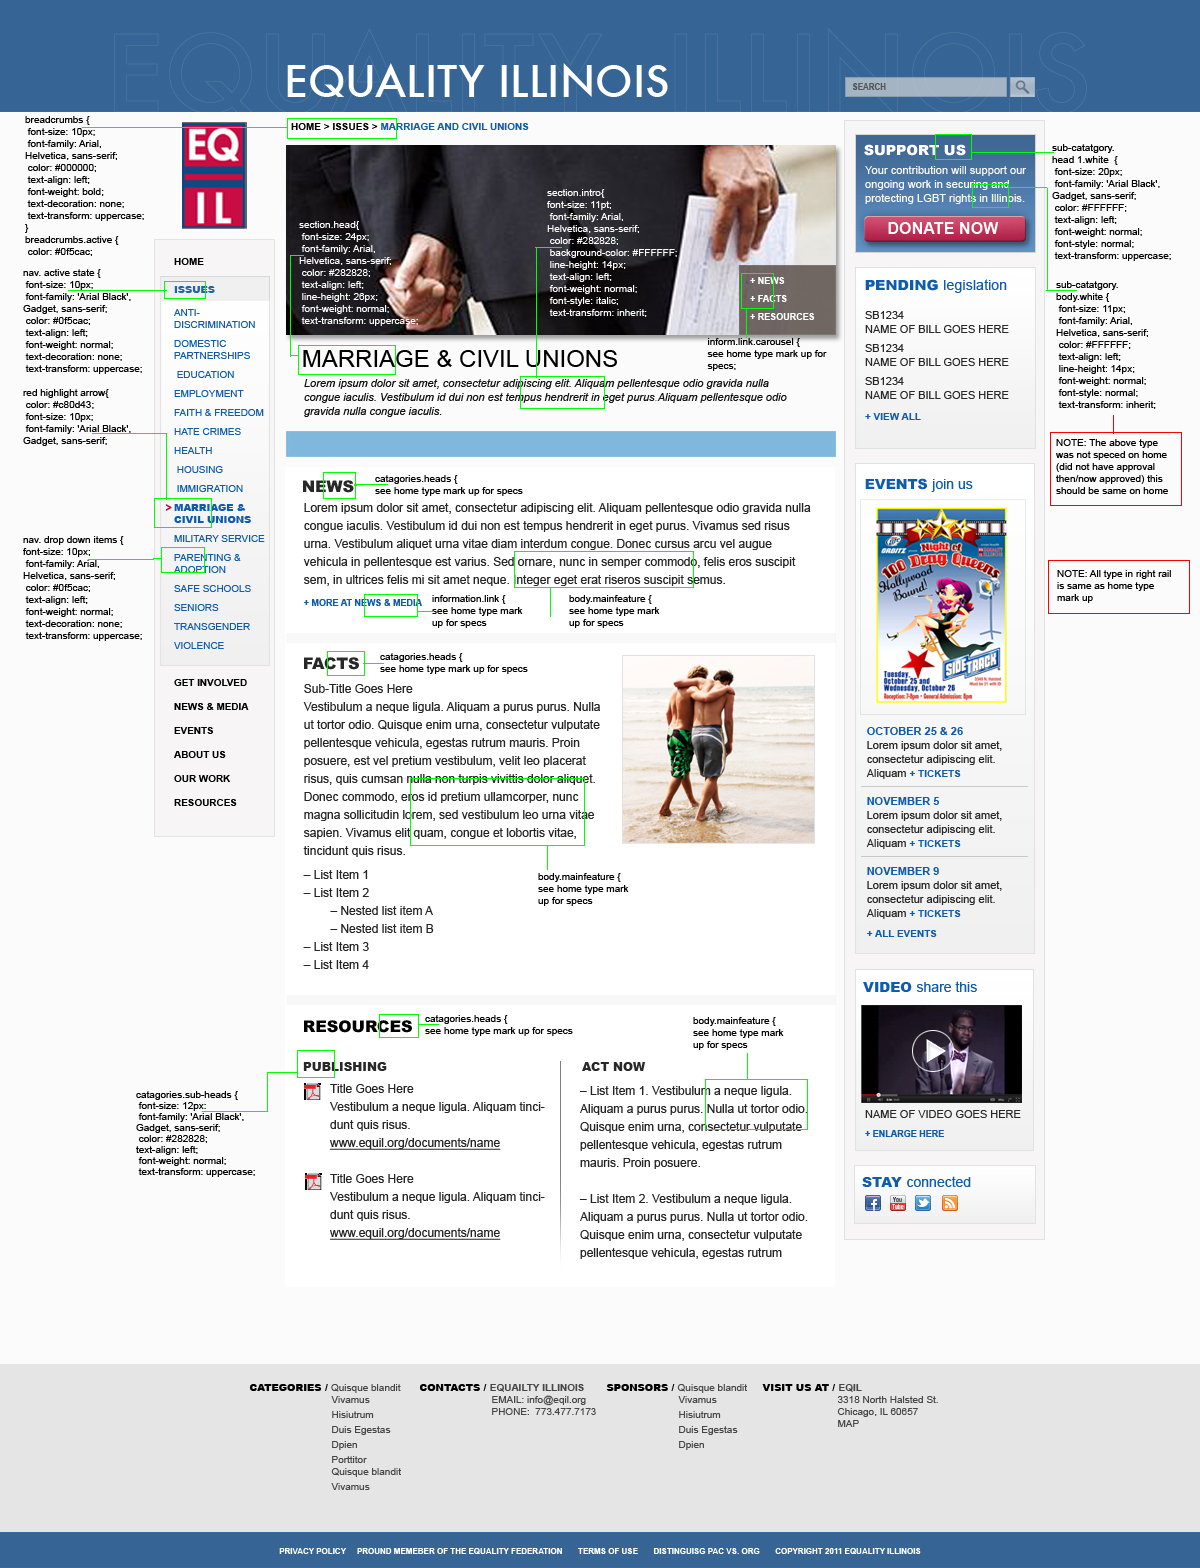 EQUALITY ILLINOIS
EQUALITY ILLINOIS
SEARCH
breadcrumbs {
font-size: 10px;
font-family: Arial,
Helvetica, sans-serif;
color: #000000;
text-align: left;
font-weight: bold;
text-decoration: none;
text-transform: uppercase;
}
breadcrumbs.active {
color: #0f5cac;
nav. active state {
font-size: 10px;
font-family: 'Arial Black',
Gadget, sans-serif;
color: #0f5cac;
text-align: left;
font-weight: normal;
text-decoration: none;
text-transform: uppercase;
red highlight arrow{
color: #c80d43;
font-size: 10px;
font-family: 'Arial Black',
Gadget, sans-serif;
nav. drop down items {
font-size: 10px;
font-family: Arial,
Helvetica, sans-serif;
color: #0f5cac;
text-align: left;
font-weight: normal;
text-decoration: none;
text-transform: uppercase;
EQ
IL
HOME
ISSUES
ANTI-
DISCRIMINATION
DOMESTIC
PARTNERSHIPS
EDUCATION
EMPLOYMENT
FAITH & FREEDOM
HATE CRIMES
HEALTH
HOUSING
IMMIGRATION
> MARRIAGE &
CIVIL UNIONS
MILITARY SERVICE
PARENTING &
ADOPTION
SAFE SCHOOLS
SENIORS
TRANSGENDER
VIOLENCE
GET INVOLVED
NEWS & MEDIA
EVENTS
ABOUT US
OUR WORK
RESOURCES
HOME > ISSUES > MARRIAGE AND CIVIL UNIONS
section.head{
font-size: 24px;
font-family: Arial,
Helvetica, sans-serif;
color: #282828;
text-align: left;
line-height: 26px;
font-weight: normal;
text-transform: uppercase;
section.intro{
font-size: 11pt;
font-family: Arial,
Helvetica, sans-serif;
color: #282828;
background-color: #FFFFFF;
line-height: 14px;
text-align: left;
font-weight: normal;
font-style: italic;
text-transform: inherit;
+ NEWS
+ FACTS
+ RESOURCES
inform.link.carousel {
see home type mark up for
specs;
MARRIAGE & CIVIL UNIONS
Lorem ipsum dolor sit amet, consectetur adipiscing elit. Aliquam pellentesque odio gravida nulla
congue iaculis. Vestibulum id dui non est tempus hendrerit in eget purus.Aliquam pellentesque odio
gravida nulla congue iaculis.
NEWS
catagories.heads {
see home type mark up for specs
Lorem ipsum dolor sit amet, consectetur adipiscing elit. Aliquam pellentesque odio gravida nulla
congue iaculis. Vestibulum id dui non est tempus hendrerit in eget purus. Vivamus sed risus
urna. Vestibulum aliquet urna vitae diam interdum congue. Donec cursus arcu vel augue
vehicula in pellentesque est varius. Sed ornare, nunc in semper commodo, felis eros suscipit
sem, in ultrices felis mi sit amet neque. Integer eget erat riseros suscipit semus.
+ MORE AT NEWS & MEDIA
information.link {
see home type mark
up for specs
body.mainfeature {
see home type mark
up for specs
FACTS
catagories.heads {
see home type mark up for specs
Sub-Title Goes Here
Vestibulum a neque ligula. Aliquam a purus purus. Nulla
ut tortor odio. Quisque enim urna, consectetur vulputate
pellentesque vehicula, egestas rutrum mauris. Proin
posuere, est vel pretium vestibulum, velit leo placerat
risus, quis cumsan nulla non turpis vivittis dolor aliquet.
Donec commodo, eros id pretium ullamcorper, nunc
magna sollicitudin lorem, sed vestibulum leo urna vitae
sapien. Vivamus elit quam, congue et lobortis vitae,
tincidunt quis risus.
– List Item 1
– List Item 2
– Nested list item A
– Nested list item B
– List Item 3
– List Item 4
body.mainfeature {
see home type mark
up for specs
RESOURCES
catagories.heads {
see home type mark up for specs
body.mainfeature {
see home type mark
up for specs
catagories.sub-heads {
font-size: 12px;
font-family: 'Arial Black',
Gadget, sans-serif;
color: #282828;
text-align: left;
font-weight: normal;
text-transform: uppercase;
PUBLISHING
Title Goes Here
Vestibulum a neque ligula. Aliquam tinci-
dunt quis risus.
www.equil.org/documents/name
Title Goes Here
Vestibulum a neque ligula. Aliquam tinci-
dunt quis risus.
www.equil.org/documents/name
ACT NOW
– List Item 1. Vestibulum a neque ligula.
Aliquam a purus purus. Nulla ut tortor odio.
Quisque enim urna, consectetur vulputate
pellentesque vehicula, egestas rutrum
mauris. Proin posuere.
– List Item 2. Vestibulum a neque ligula.
Aliquam a purus purus. Nulla ut tortor odio.
Quisque enim urna, consectetur vulputate
pellentesque vehicula, egestas rutrum
SUPPORT US
Your contribution will support our
ongoing work in securing and
protecting LGBT rights in Illinois.
DONATE NOW
PENDING legislation
SB1234
NAME OF BILL GOES HERE
SB1234
NAME OF BILL GOES HERE
SB1234
NAME OF BILL GOES HERE
+ VIEW ALL
EVENTS join us
Night of
100 Drag Queens
Hollywood
Bound!
SIDETRACK
Tuesday,
October 25 and
Wednesday, October 26
Reception: 7-8pm • General Admission: 8pm
OCTOBER 25 & 26
Lorem ipsum dolor sit amet,
consectetur adipiscing elit.
Aliquam + TICKETS
NOVEMBER 5
Lorem ipsum dolor sit amet,
consectetur adipiscing elit.
Aliquam + TICKETS
NOVEMBER 9
Lorem ipsum dolor sit amet,
consectetur adipiscing elit.
Aliquam + TICKETS
+ ALL EVENTS
VIDEO share this
NAME OF VIDEO GOES HERE
+ ENLARGE HERE
STAY connected
You
Tube
sub-catatgory.
head 1.white {
font-size: 20px;
font-family: 'Arial Black',
Gadget, sans-serif;
color: #FFFFFF;
text-align: left;
font-weight: normal;
font-style: normal;
text-transform: uppercase;
sub-catatgory.
body.white {
font-size: 11px;
font-family: Arial,
Helvetica, sans-serif;
color: #FFFFFF;
text-align: left;
line-height: 14px;
font-weight: normal;
font-style: normal;
text-transform: inherit;
NOTE: The above type
was not speced on home
(did not have approval
then/now approved) this
should be same on home
NOTE: All type in right rail
is same as home type
mark up
CATEGORIES / Quisque blandit
Vivamus
Hisiutrum
Duis Egestas
Dpien
Porttitor
Quisque blandit
Vivamus
CONTACTS / EQUAILTY ILLINOIS
EMAIL: info@eqil.org
PHONE: 773.477.7173
SPONSORS / Quisque blandit
Vivamus
Hisiutrum
Duis Egestas
Dpien
VISIT US AT / EQIL
3318 North Halsted St.
Chicago, IL 60657
MAP
PRIVACY POLICY PROUND MEMEBER OF THE EQUALITY FEDERATION TERMS OF USE DISTINGUISG PAC VS. ORG COPYRIGHT 2011 EQUALITY ILLINOIS